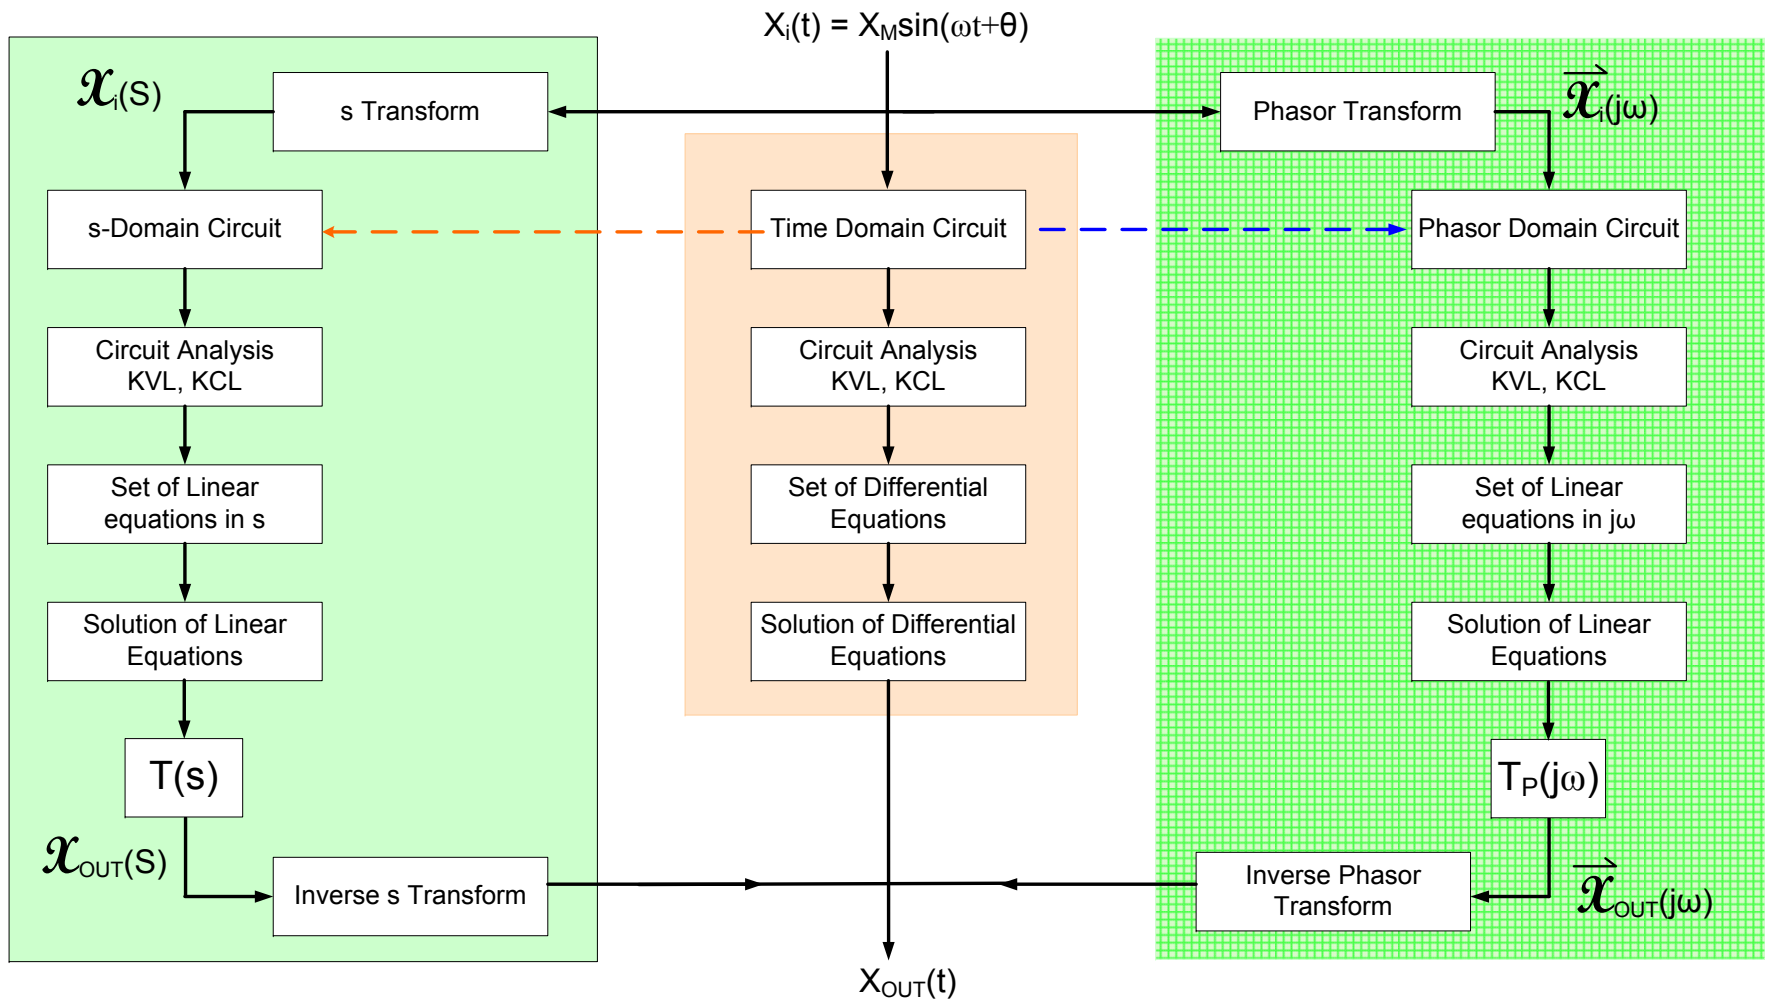 Xi(t) = XMsin(ωt+θ)
𝒳i(S)
s Transform
Phasor Transform
𝒳i(jω)
s-Domain Circuit
Time Domain Circuit
Phasor Domain Circuit
Circuit Analysis
KVL, KCL
Circuit Analysis
KVL, KCL
Circuit Analysis
KVL, KCL
Set of Linear
equations in s
Set of Differential
Equations
Set of Linear
equations in jω
Solution of Linear
Equations
Solution of Differential
Equations
Solution of Linear
Equations
T(s)
TP(jω)
𝒳OUT(S)
Inverse s Transform
Inverse Phasor
Transform
𝒳OUT(jω)
XOUT(t)